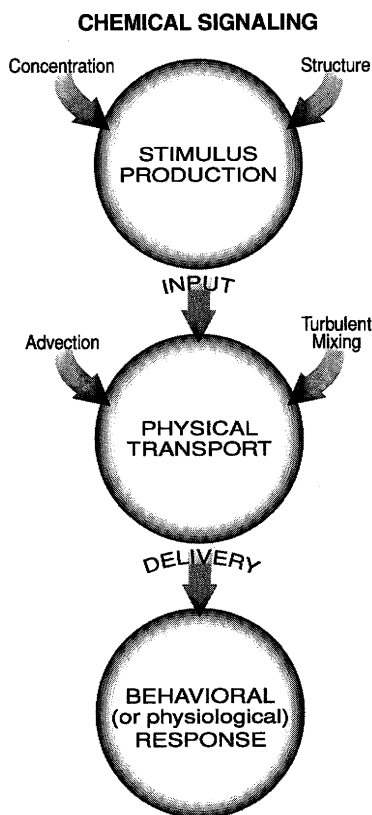 CHEMICAL SIGNALING
Concentration
Structure
STIMULUS
PRODUCTION
INPUT
Advection
Turbulent
Mixing
PHYSICAL
TRANSPORT
DELIVERY
BEHAVIORAL
(or physiological)
RESPONSE